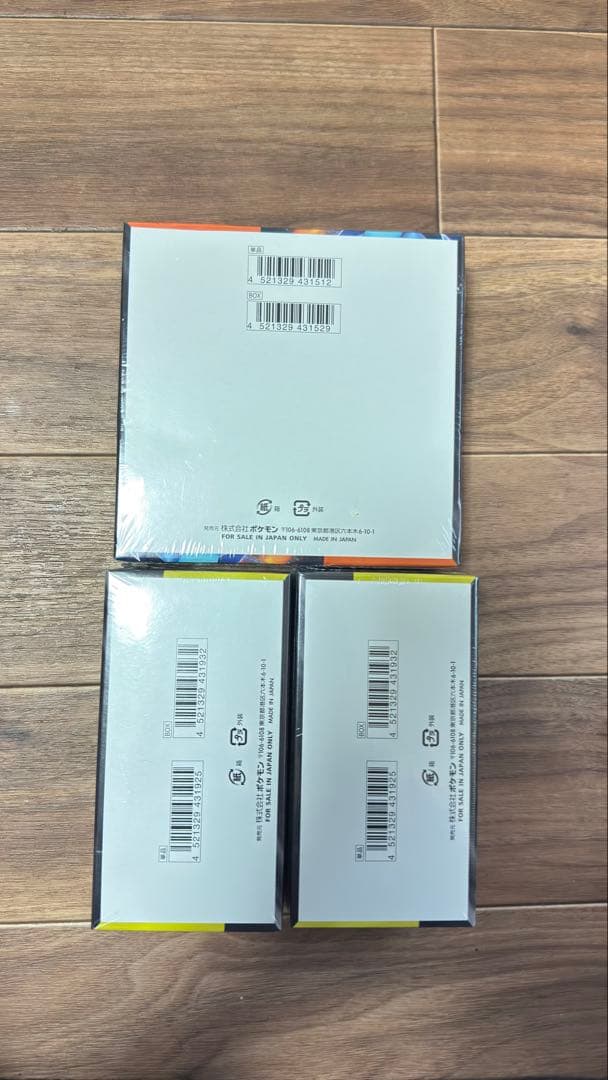 単品
4 521329 431512
BOX
4 521329 431529
紙 箱 プラ 外装
発売元 株式会社ポケモン 〒106-6108 東京都港区六本木6-10-1
FOR SALE IN JAPAN ONLY MADE IN JAPAN
BOX
4 521329 431932
単品
4 521329 431925
紙 箱 プラ 外装
発売元 株式会社ポケモン 〒106-6108 東京都港区六本木6-10-1
FOR SALE IN JAPAN ONLY MADE IN JAPAN
BOX
4 521329 431932
単品
4 521329 431925
紙 箱 プラ 外装
発売元 株式会社ポケモン 〒106-6108 東京都港区六本木6-10-1
FOR SALE IN JAPAN ONLY MADE IN JAPAN